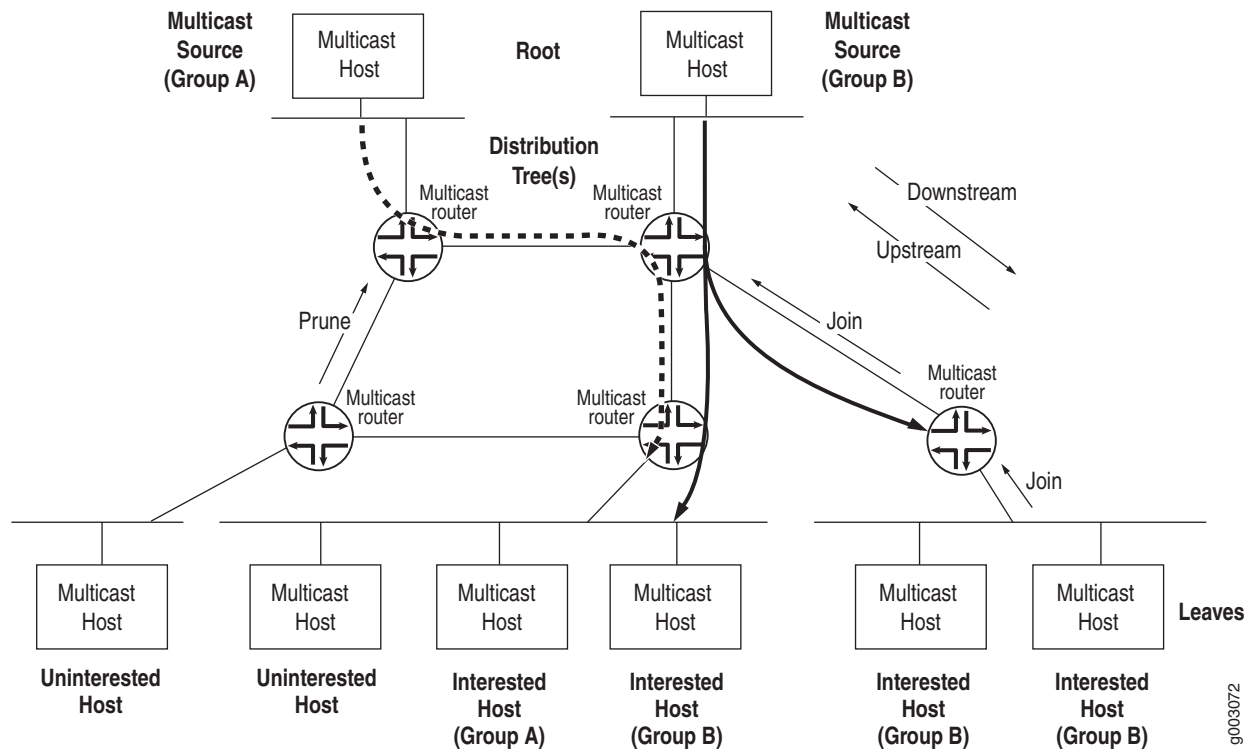 Multicast
Source
(Group A)
Multicast
Host
Root
Multicast
Host
Multicast
Source
(Group B)
Distribution
Tree(s)
Multicast
router
Multicast
router
Downstream
Upstream
Prune
Join
Multicast
router
Multicast
router
Multicast
router
Join
Multicast
Host
Multicast
Host
Multicast
Host
Multicast
Host
Multicast
Host
Multicast
Host
Leaves
Uninterested
Host
Uninterested
Host
Interested
Host
(Group A)
Interested
Host
(Group B)
Interested
Host
(Group B)
Interested
Host
(Group B)
g003072